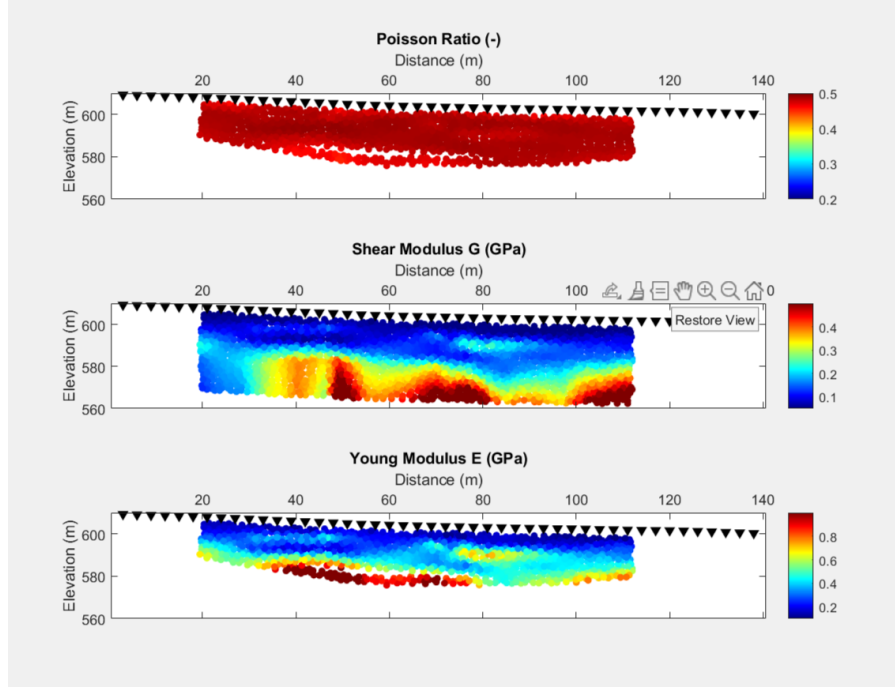 Poisson Ratio (-)
Distance (m)
20 40 60 80 100 120 140
Elevation (m)
600
580
560
0.5
0.4
0.3
0.2
Shear Modulus G (GPa)
Distance (m)
20 40 60 80 100 0
Restore View
Elevation (m)
600
580
560
0.4
0.3
0.2
0.1
Young Modulus E (GPa)
Distance (m)
20 40 60 80 100 120 140
Elevation (m)
600
580
560
0.8
0.6
0.4
0.2